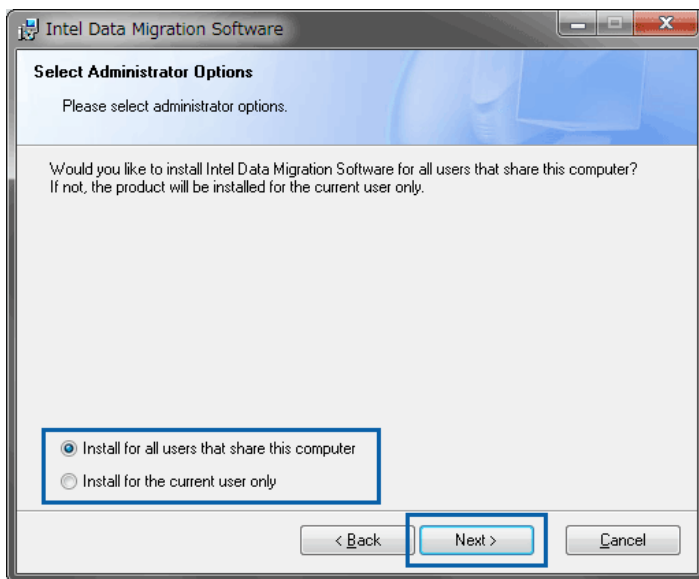 Intel Data Migration Software
Select Administrator Options
Please select administrator options.
Would you like to install Intel Data Migration Software for all users that share this computer?
If not, the product will be installed for the current user only.
Install for all users that share this computer
Install for the current user only
< Back
Next >
Cancel